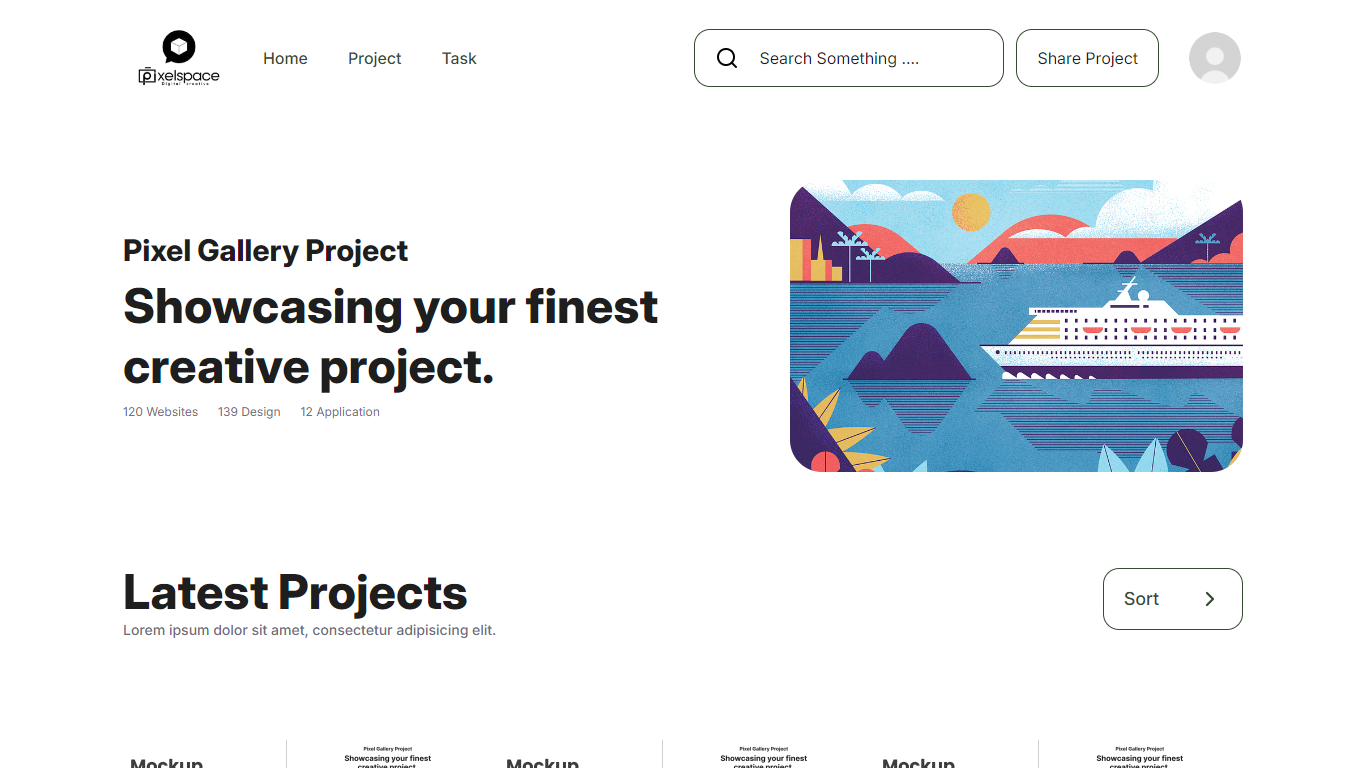 Pixelspace
Digital creative
Home
Project
Task
Search Something ....
Share Project
Pixel Gallery Project
Showcasing your finest
creative project.
120 Websites
139 Design
12 Application
Latest Projects
Lorem ipsum dolor sit amet, consectetur adipisicing elit.
Sort
Mockup
Pixel Gallery Project
Showcasing your finest
creative project.
Mockup
Pixel Gallery Project
Showcasing your finest
creative project.
Mockup
Pixel Gallery Project
Showcasing your finest
creative project.